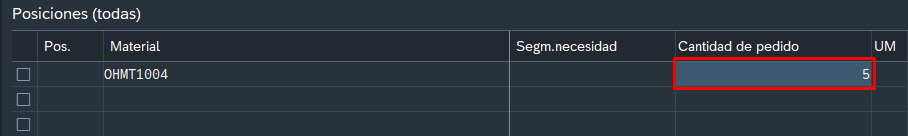 Posiciones (todas)
Pos. Material Segm.necesidad Cantidad de pedido UM
OHMT1004 5